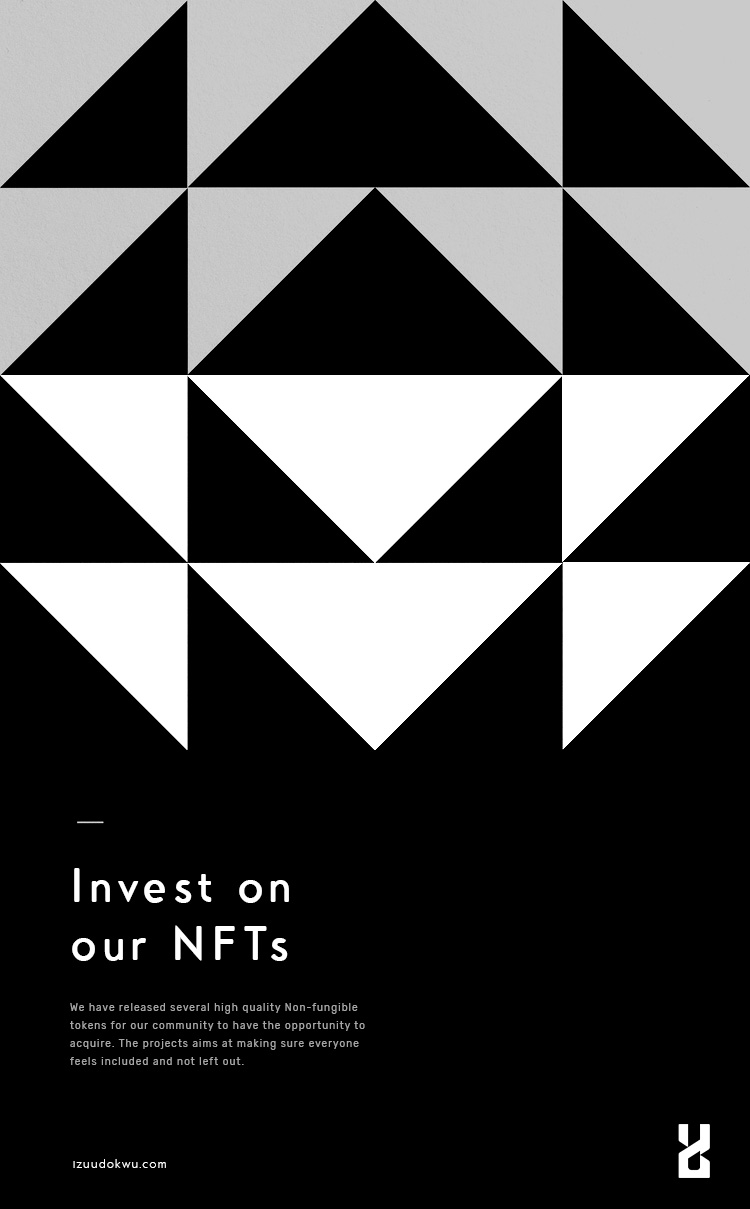 Invest on
our NFTs
We have released several high quality Non-fungible
tokens for our community to have the opportunity to
acquire. The projects aims at making sure everyone
feels included and not left out.
Izuudokwu.com